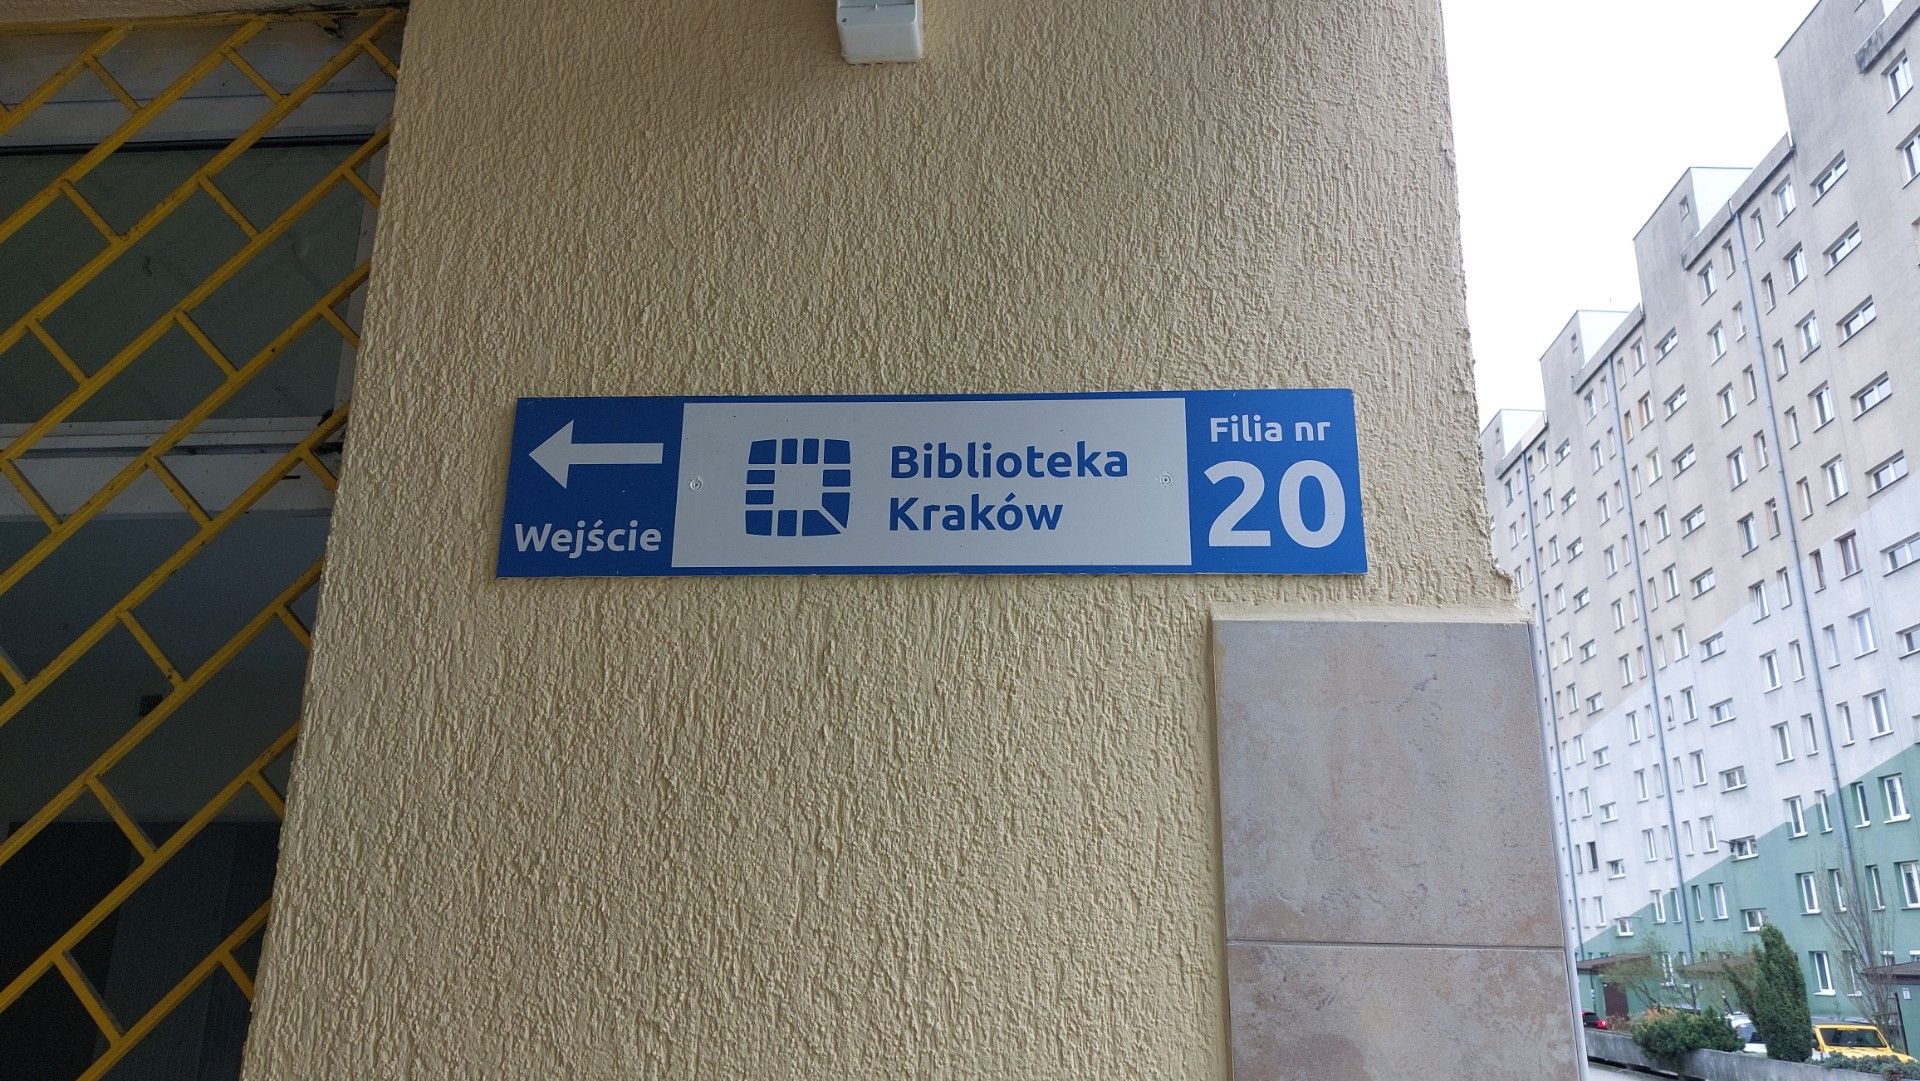 Wejście
Biblioteka
Kraków
Filia nr
20